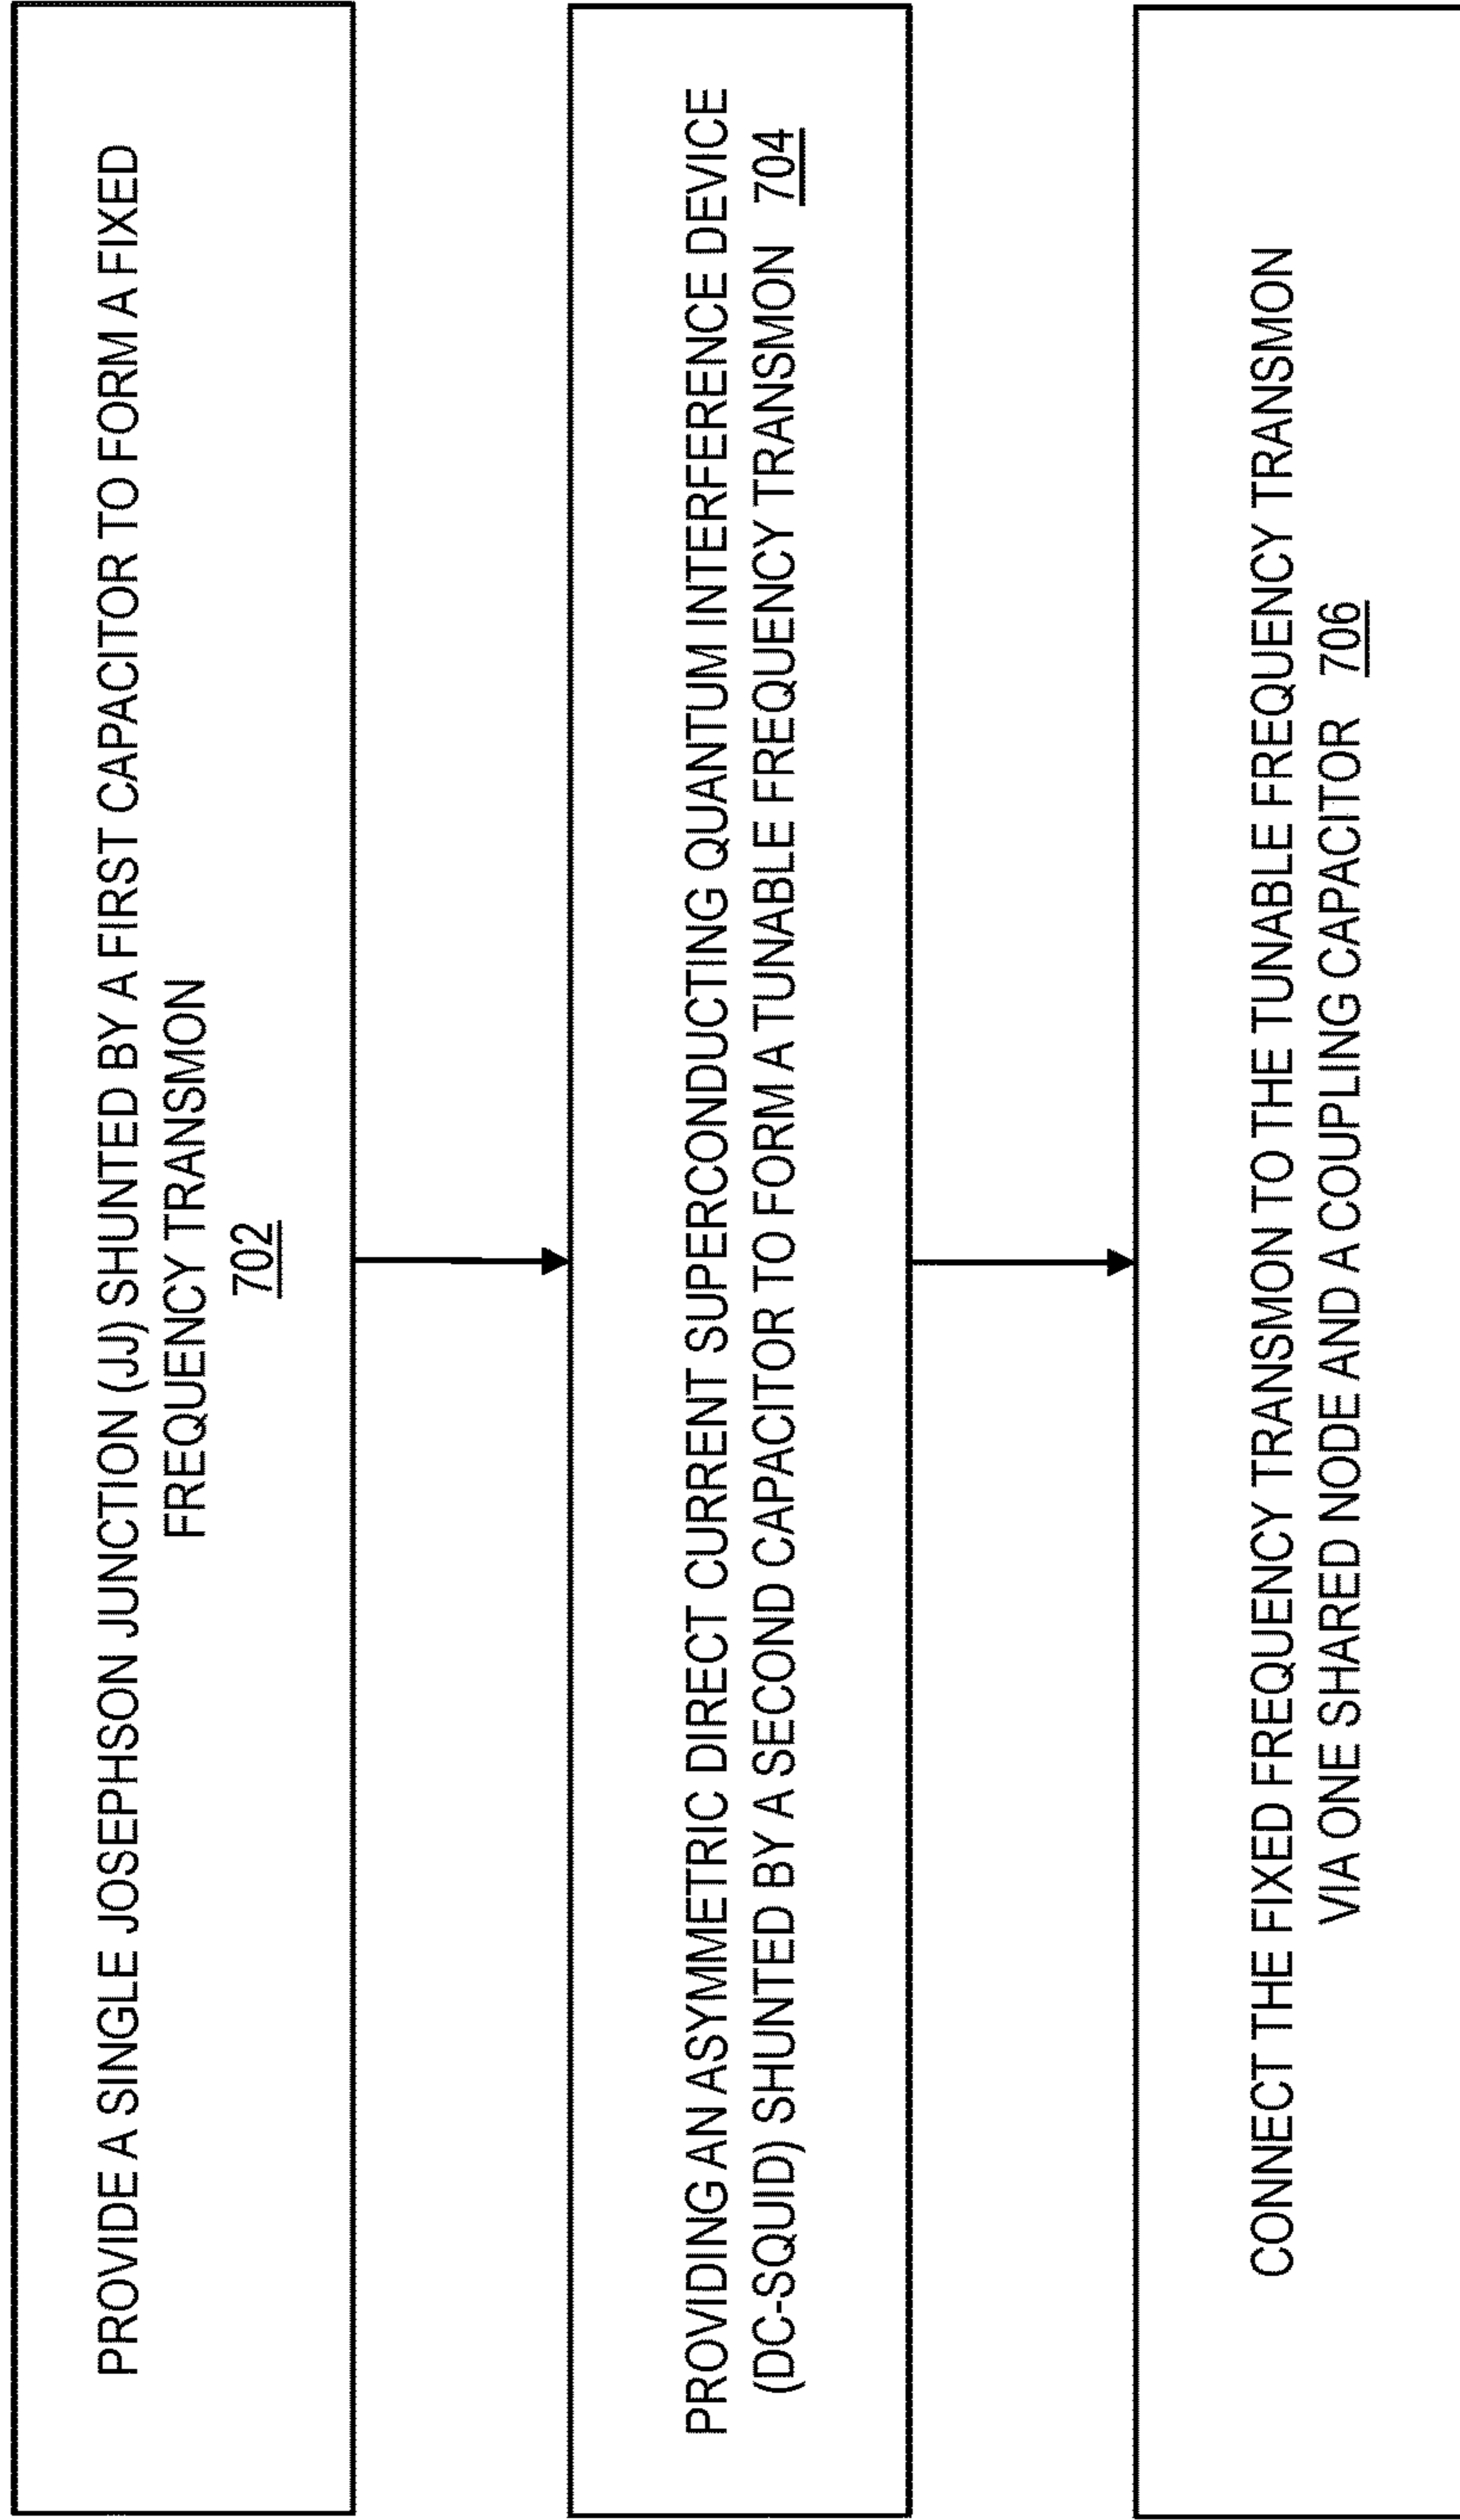 PROVIDE A SINGLE JOSEPHSON JUNCTION (JJ) SHUNTED BY A FIRST CAPACITOR TO FORM A FIXED
FREQUENCY TRANSMON
702
PROVIDING AN ASYMMETRIC DIRECT CURRENT SUPERCONDUCTING QUANTUM INTERFERENCE DEVICE
(DC-SQUID) SHUNTED BY A SECOND CAPACITOR TO FORM A TUNABLE FREQUENCY TRANSMON 704
CONNECT THE FIXED FREQUENCY TRANSMON TO THE TUNABLE FREQUENCY TRANSMON
VIA ONE SHARED NODE AND A COUPLING CAPACITOR 706